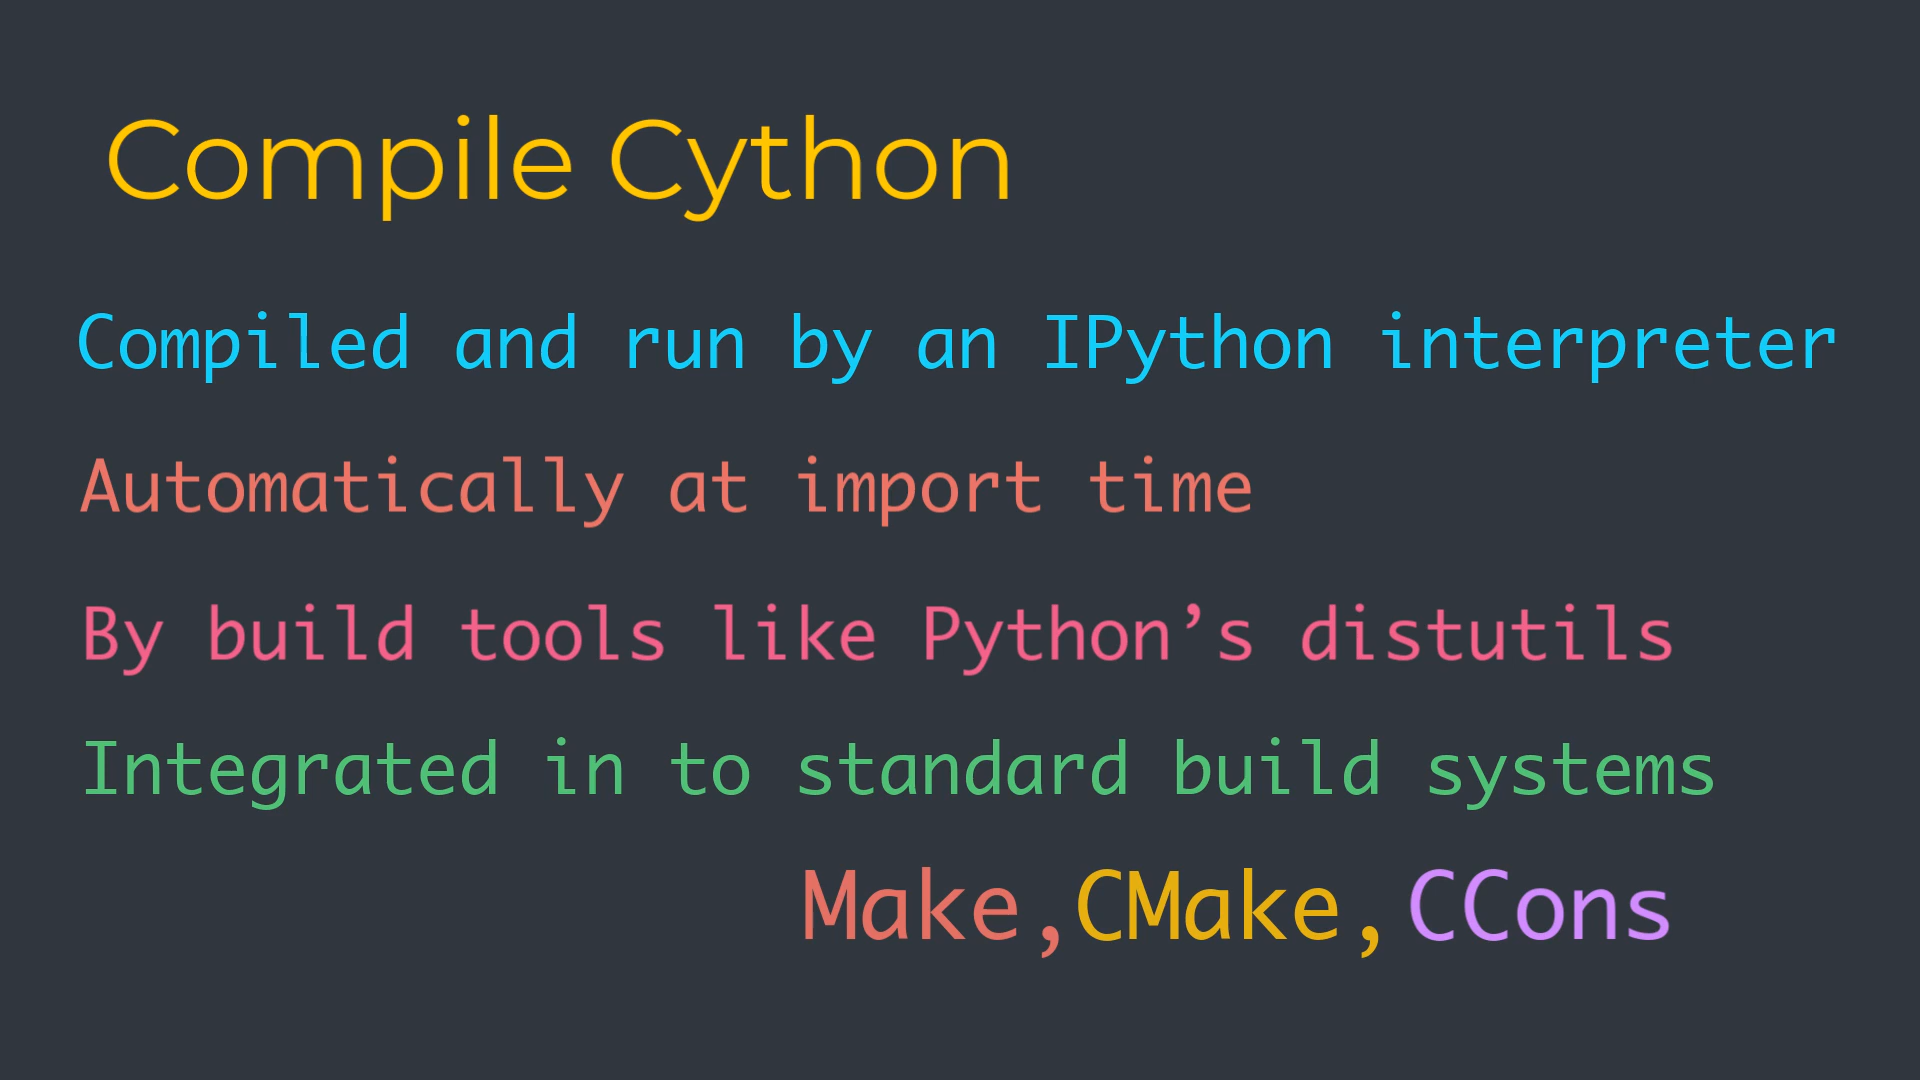 Compile Cython
Compiled and run by an IPython interpreter
Automatically at import time
By build tools like Python’s distutils
Integrated in to standard build systems
Make,CMake,CCons